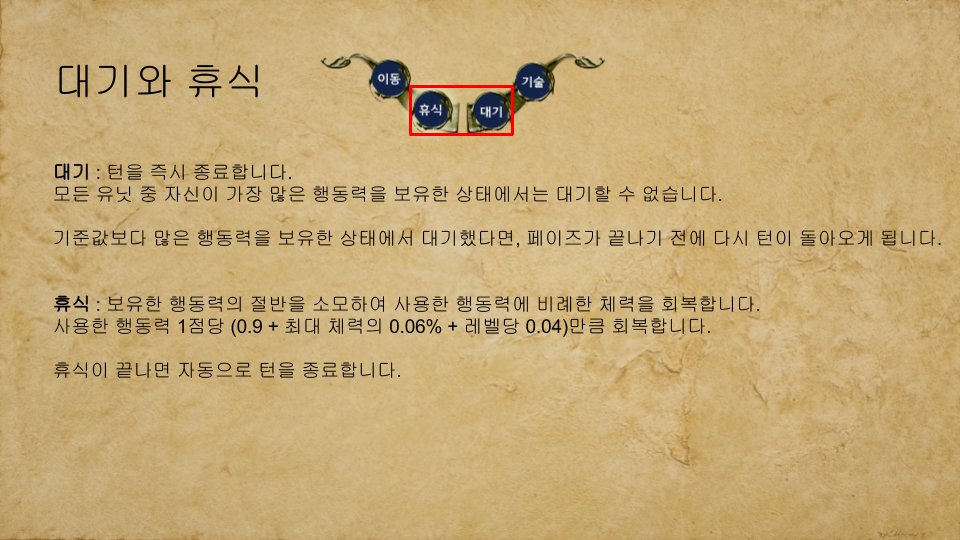 대기와 휴식
이동
휴식
대기
기술
대기 : 턴을 즉시 종료합니다.
모든 유닛 중 자신이 가장 많은 행동력을 보유한 상태에서는 대기할 수 없습니다.
기준값보다 많은 행동력을 보유한 상태에서 대기했다면, 페이즈가 끝나기 전에 다시 턴이 돌아오게 됩니다.
휴식 : 보유한 행동력의 절반을 소모하여 사용한 행동력에 비례한 체력을 회복합니다.
사용한 행동력 1점당 (0.9 + 최대 체력의 0.06% + 레벨당 0.04)만큼 회복합니다.
휴식이 끝나면 자동으로 턴을 종료합니다.